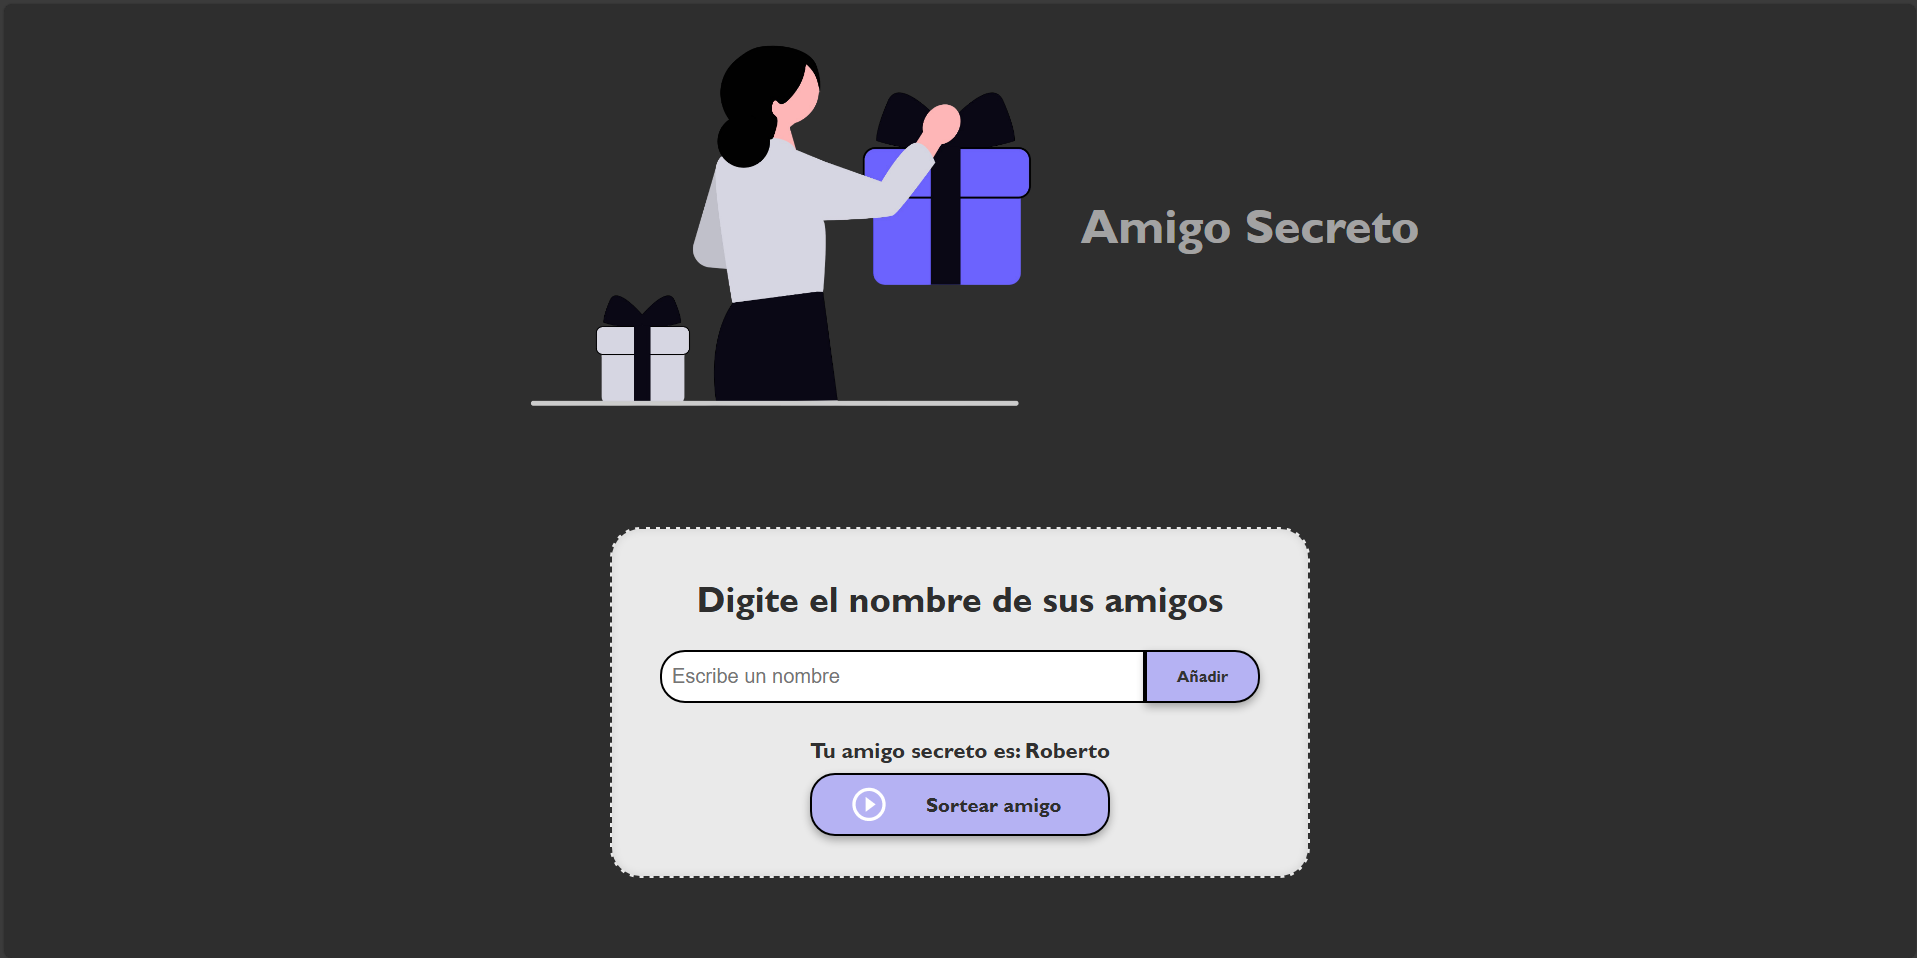 Amigo Secreto
Digite el nombre de sus amigos
Escribe un nombre
Añadir
Tu amigo secreto es: Roberto
Sortear amigo